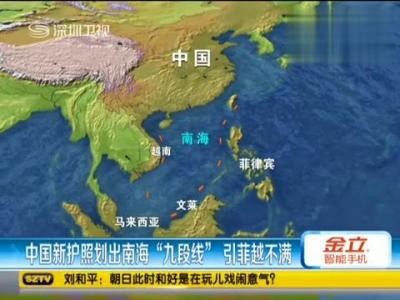 深圳卫视
中国
南海
越南
菲律宾
文莱
马来西亚
中国新护照划出南海“九段线” 引菲越不满
金立
智能手机
SZTV
刘和平：朝日此时和好是在玩儿戏闹意气？